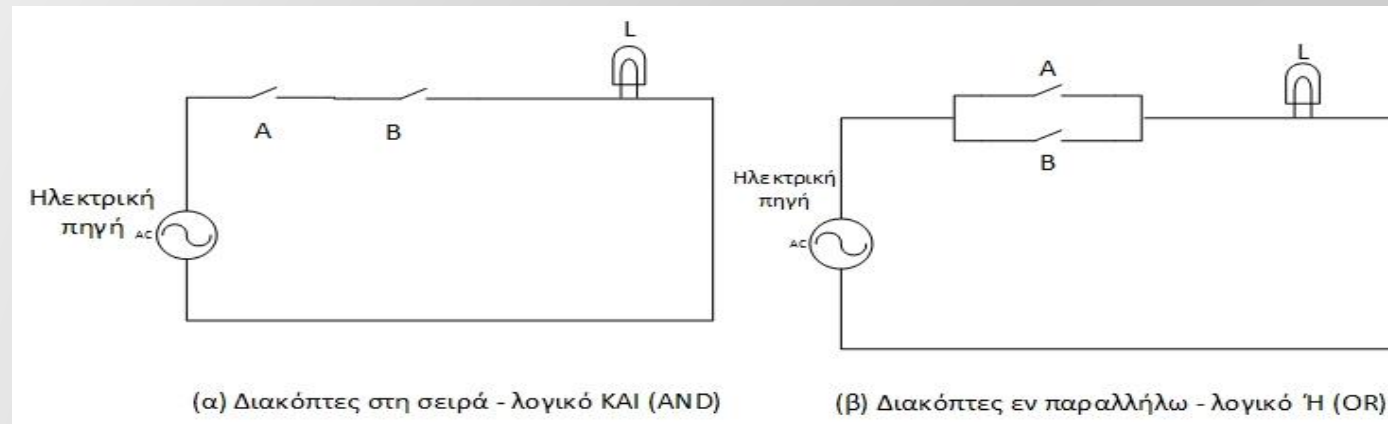 L
A
B
Ηλεκτρική
πηγή
AC
(α) Διακόπτες στη σειρά - λογικό ΚΑΙ (AND)
L
A
B
Ηλεκτρική
πηγή
AC
(β) Διακόπτες εν παραλλήλω - λογικό Ή (OR)